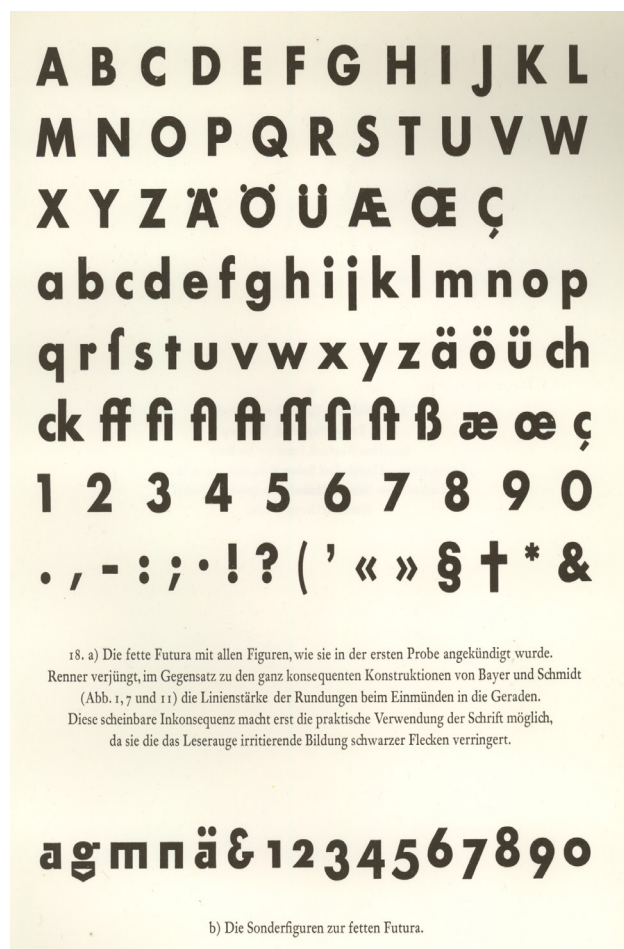 A B C D E F G H I J K L
M N O P Q R S T U V W
X Y Z Ä Ö Ü Æ Œ Ç
a b c d e f g h i j k l m n o p
q r ſ s t u v w x y z ä ö ü ch
ck ff fi fl ft ſſ ſi ſt ß æ œ ç
1 2 3 4 5 6 7 8 9 0
. , - : ; · ! ? ( ’ « » § † * &
18. a) Die fette Futura mit allen Figuren, wie sie in der ersten Probe angekündigt wurde.
Renner verjüngt, im Gegensatz zu den ganz konsequenten Konstruktionen von Bayer und Schmidt
(Abb. 1, 7 und 11) die Linienstärke der Rundungen beim Einmünden in die Geraden.
Diese scheinbare Inkonsequenz macht erst die praktische Verwendung der Schrift möglich,
da sie die das Leserauge irritierende Bildung schwarzer Flecken verringert.
a g m n ä & 1 2 3 4 5 6 7 8 9 0
b) Die Sonderfiguren zur fetten Futura.